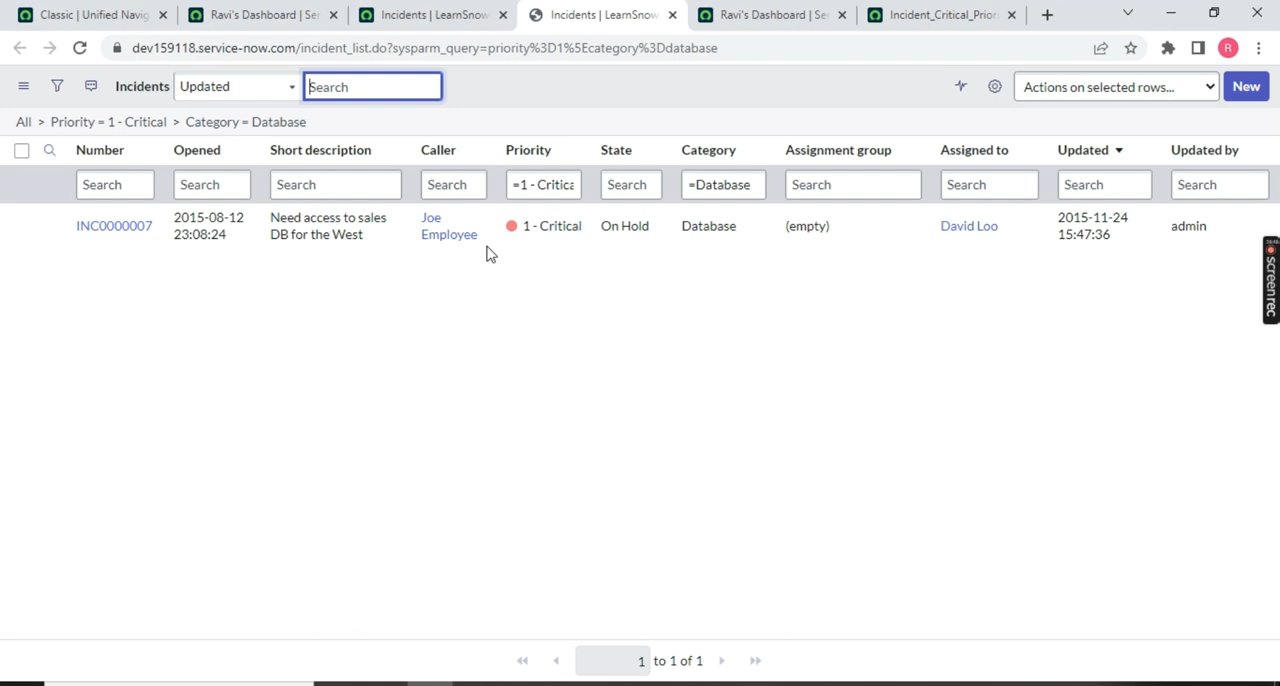 Classic | Unified Navig
Ravi's Dashboard | Ser
Incidents | LearnSnow
Incidents | LearnSnow
Ravi's Dashboard | Ser
Incident_Critical_Priori
dev159118.service-now.com/incident_list.do?sysparm_query=priority%3D1%5Ecategory%3Ddatabase
R
Incidents Updated Search Actions on selected rows... New
All > Priority = 1 - Critical > Category = Database
Number Opened Short description Caller Priority State Category Assignment group Assigned to Updated Updated by
Search Search Search Search =1 - Critica Search =Database Search Search Search Search
INC0000007 2015-08-12 23:08:24 Need access to sales DB for the West Joe Employee 1 - Critical On Hold Database (empty) David Loo 2015-11-24 15:47:36 admin
screenrec
1 to 1 of 1